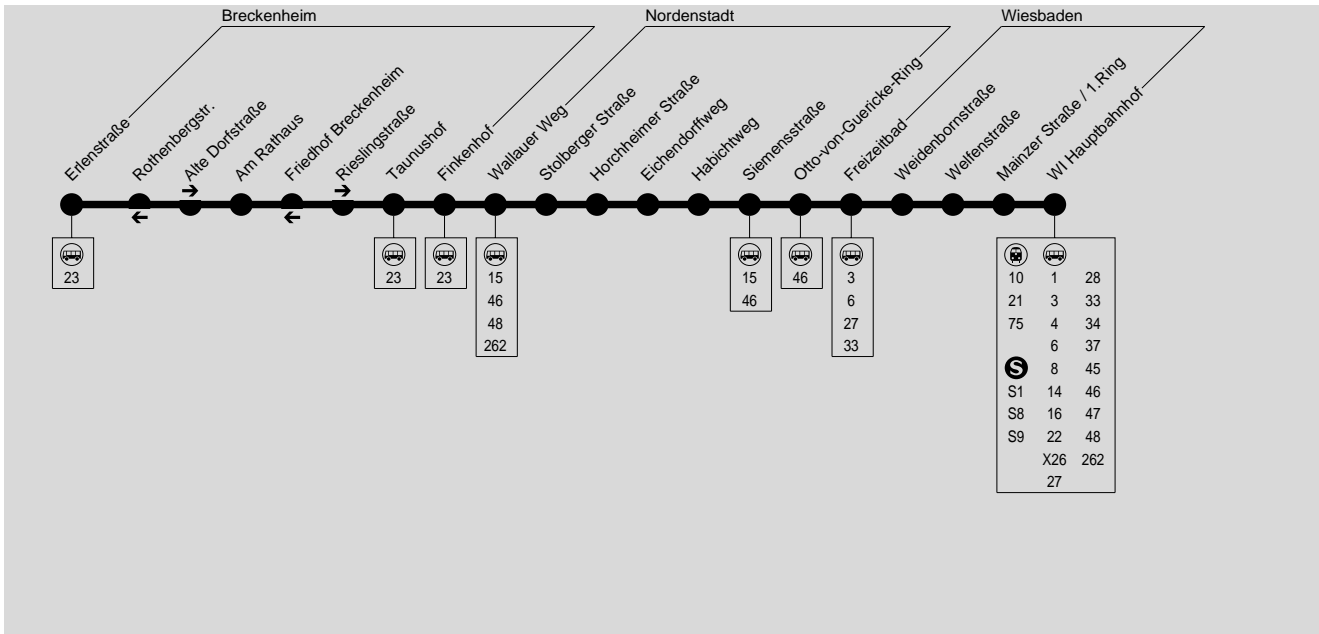 Breckenheim
Nordenstadt
Wiesbaden
Erlenstraße
Rothenbergstr.
Alte Dorfstraße
Am Rathaus
Friedhof Breckenheim
Rieslingstraße
Taunushof
Finkenhof
Wallauer Weg
Stolberger Straße
Horchheimer Straße
Eichendorffweg
Habichtweg
Siemensstraße
Otto-von-Guericke-Ring
Freizeitbad
Weidenbornstraße
Welfenstraße
Mainzer Straße / 1.Ring
WI Hauptbahnhof
23
23
23
15
46
48
262
15
46
46
3
6
27
33
10 1 28
21 3 33
75 4 34
6 37
S 8 45
S1 14 46
S8 16 47
S9 22 48
X26 262
27